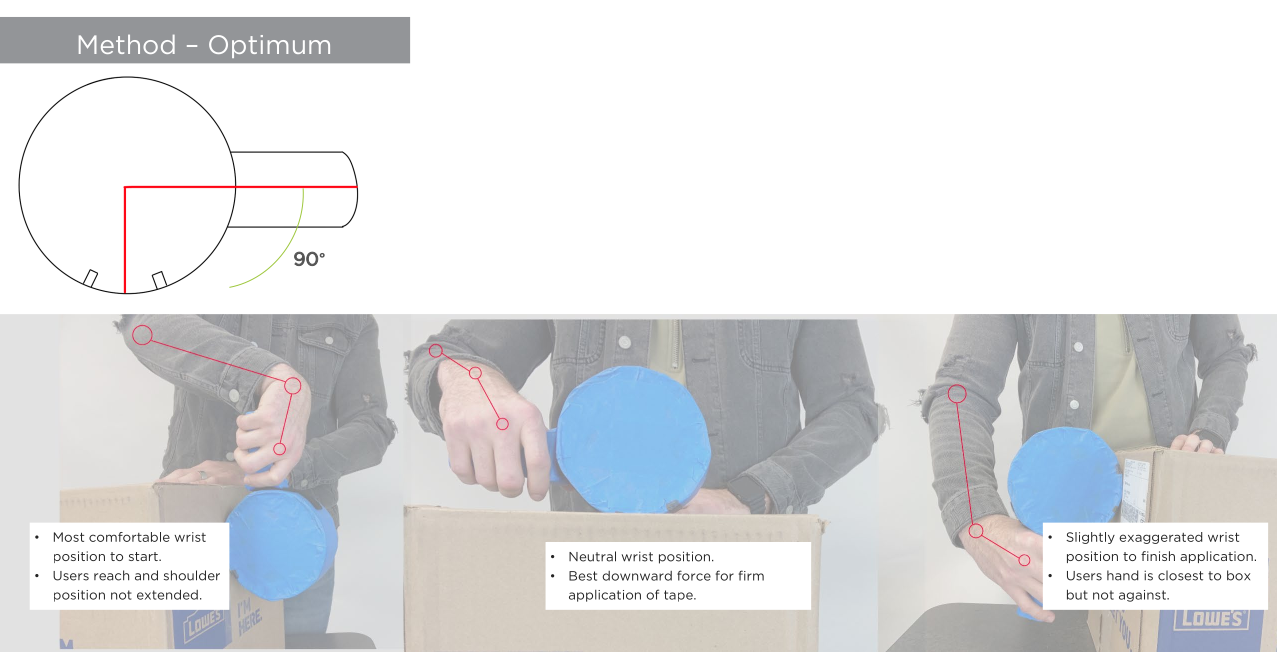 Method – Optimum
90°
• Most comfortable wrist
position to start.
• Users reach and shoulder
position not extended.
• Neutral wrist position.
• Best downward force for firm
application of tape.
• Slightly exaggerated wrist
position to finish application.
• Users hand is closest to box
but not against.
I'M
HERE.
LOWE'S
M
YOU.
LOWE'S